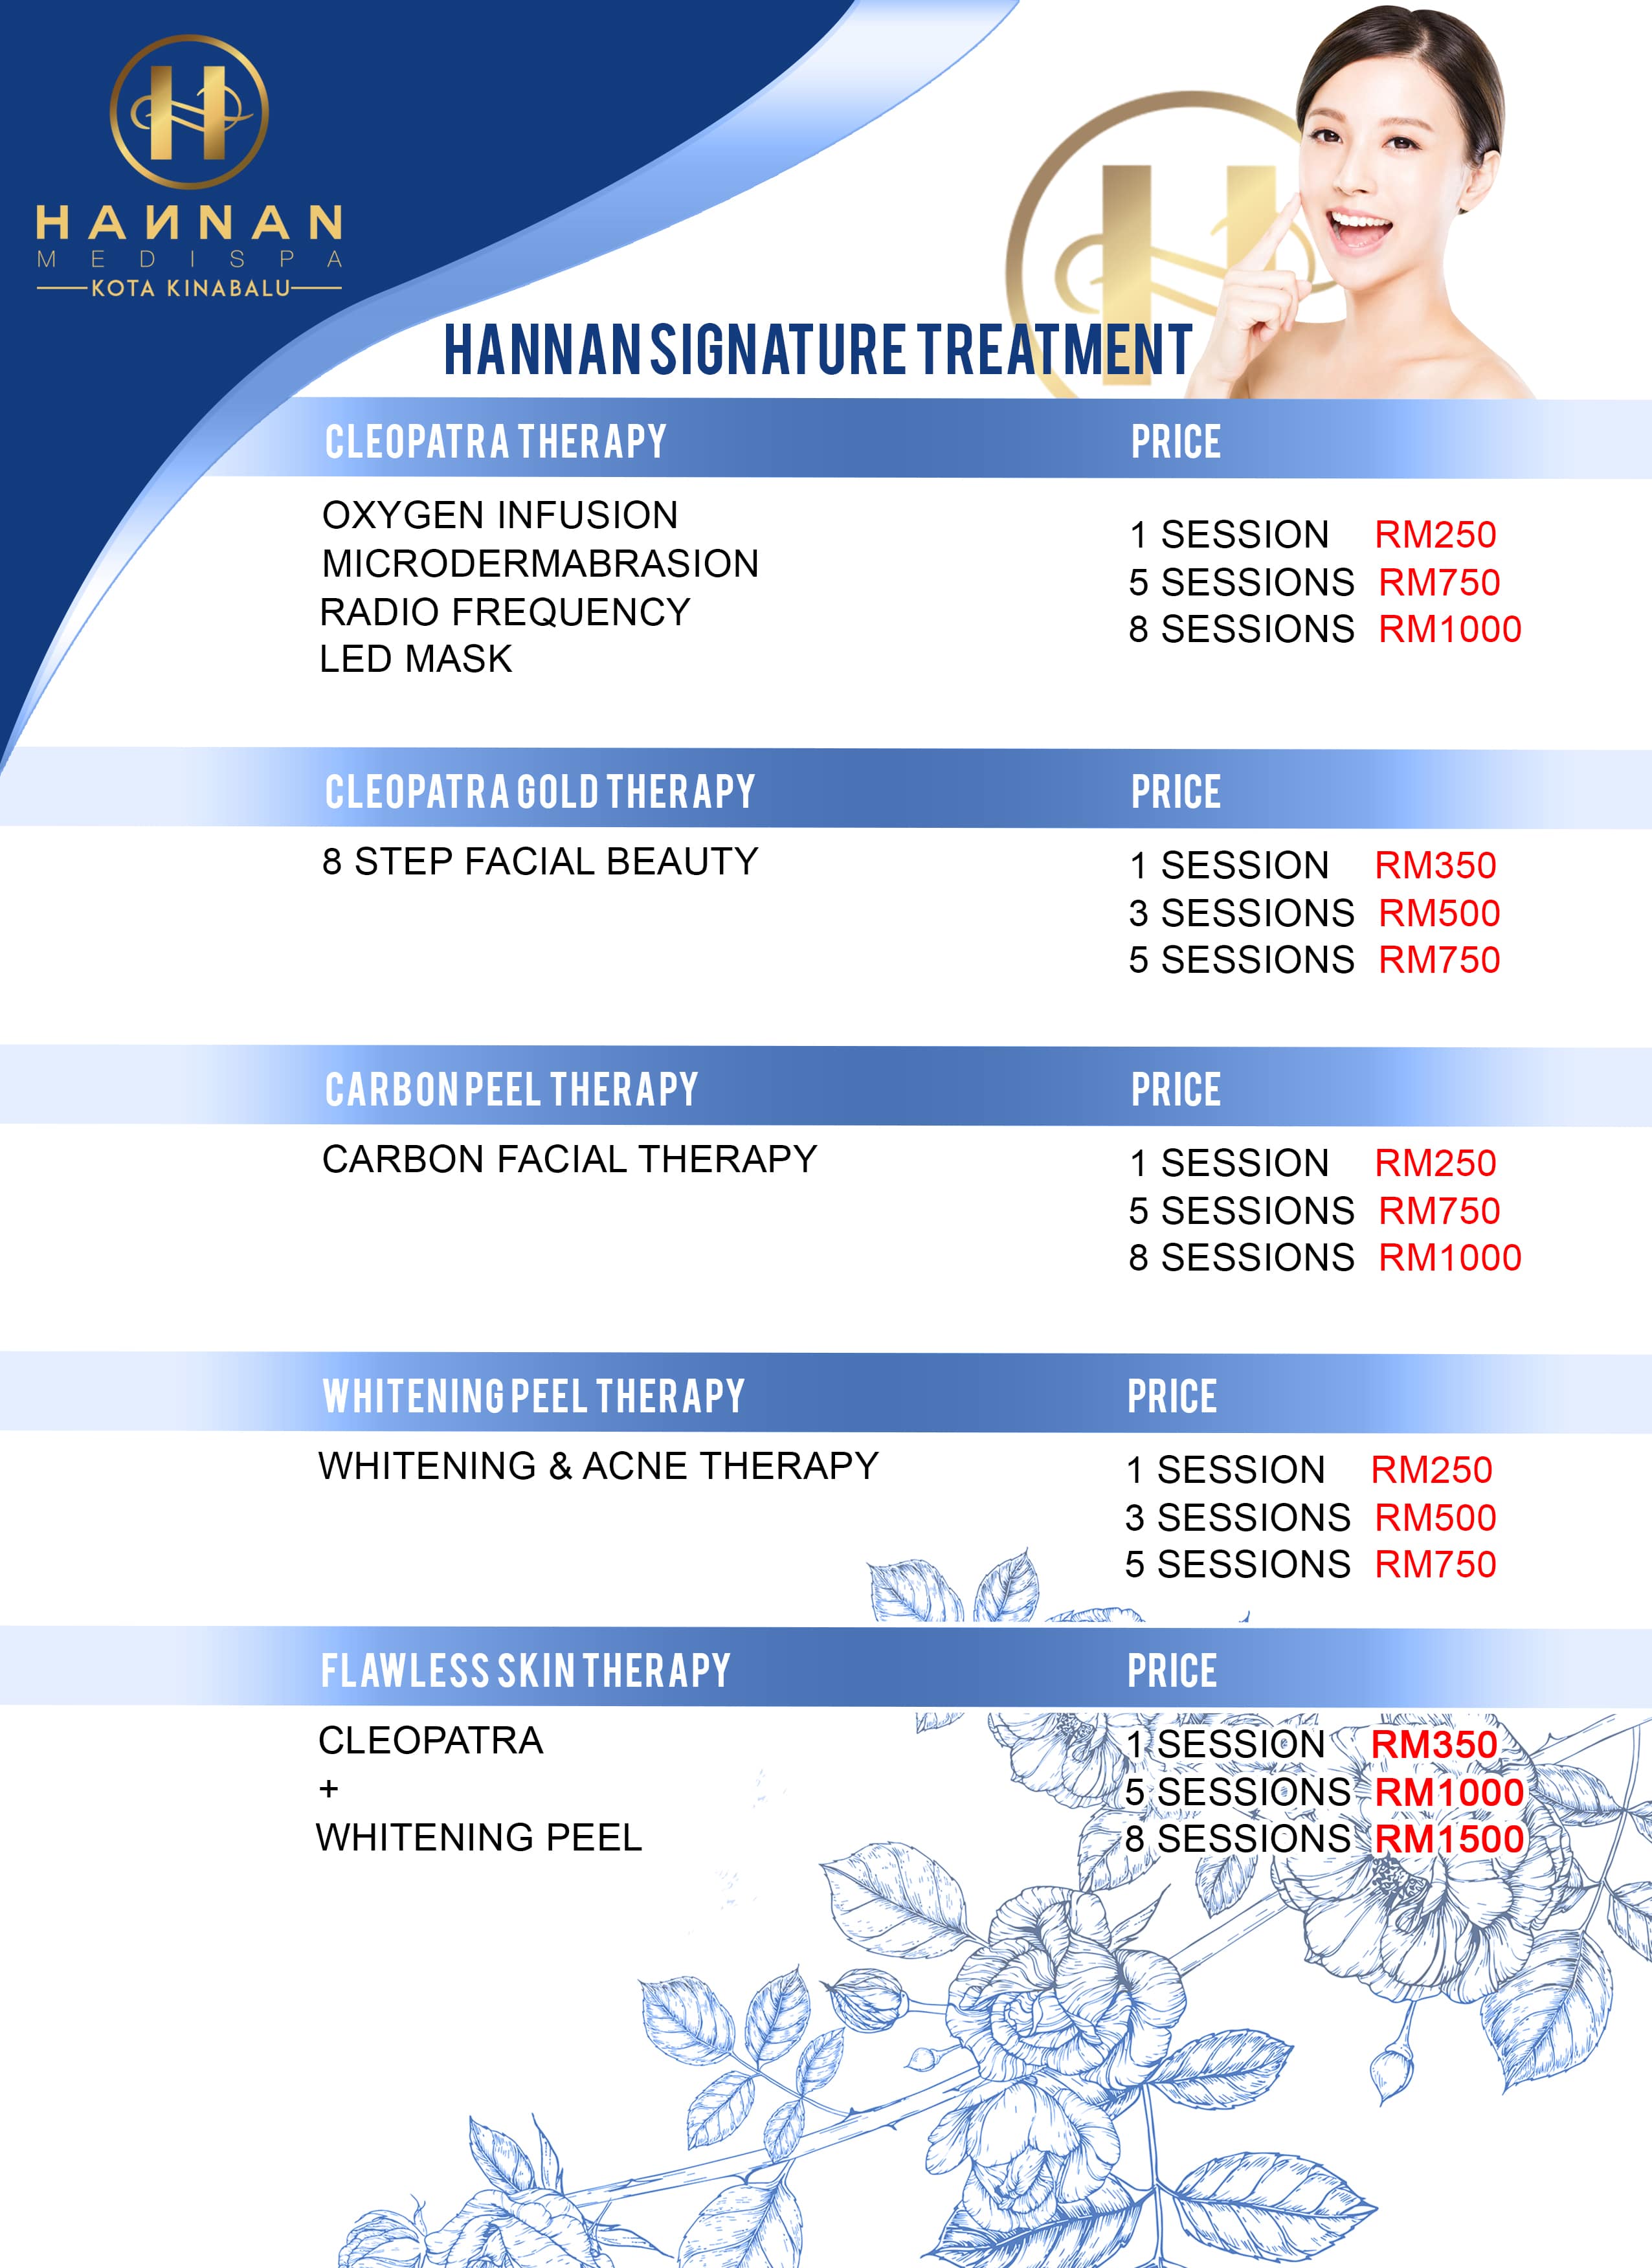 HANNAN
MEDISPA
KOTA KINABALU
HANNAN SIGNATURE TREATMENT
CLEOPATRA THERAPY PRICE
OXYGEN INFUSION
MICRODERMABRASION
RADIO FREQUENCY
LED MASK
1 SESSION RM250
5 SESSIONS RM750
8 SESSIONS RM1000
CLEOPATRA GOLD THERAPY PRICE
8 STEP FACIAL BEAUTY
1 SESSION RM350
3 SESSIONS RM500
5 SESSIONS RM750
CARBON PEEL THERAPY PRICE
CARBON FACIAL THERAPY
1 SESSION RM250
5 SESSIONS RM750
8 SESSIONS RM1000
WHITENING PEEL THERAPY PRICE
WHITENING & ACNE THERAPY
1 SESSION RM250
3 SESSIONS RM500
5 SESSIONS RM750
FLAWLESS SKIN THERAPY PRICE
CLEOPATRA
+
WHITENING PEEL
1 SESSION RM350
5 SESSIONS RM1000
8 SESSIONS RM1500